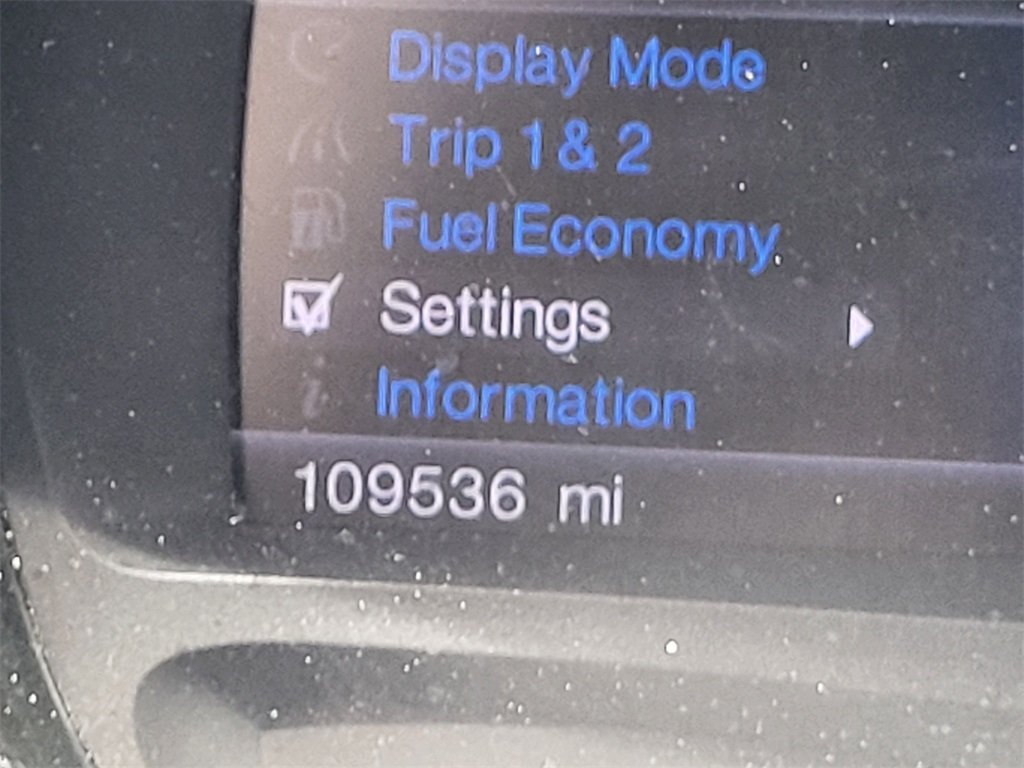 Display Mode
Trip 1 & 2
Fuel Economy
Settings
Information
109536 mi